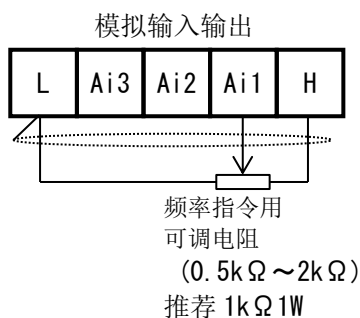 模拟输入输出
L Ai3 Ai2 Ai1 H
频率指令用
可调电阻
(0.5kΩ～2kΩ)
推荐 1kΩ1W